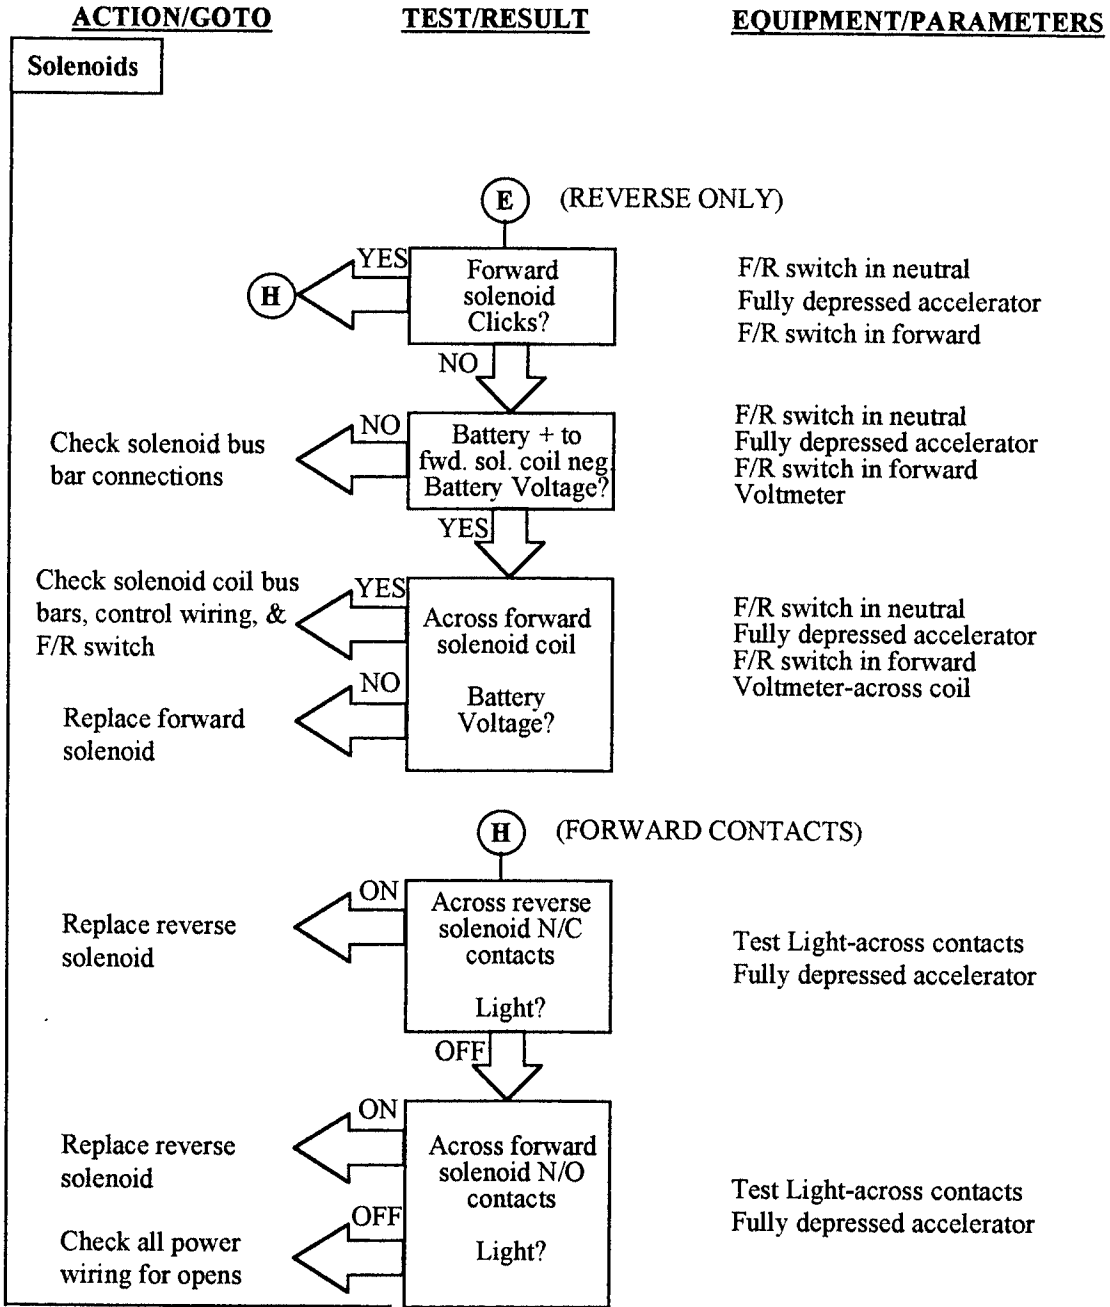 ACTION/GOTO TEST/RESULT EQUIPMENT/PARAMETERS
Solenoids
E (REVERSE ONLY)
YES
H
Forward
solenoid
Clicks?
F/R switch in neutral
Fully depressed accelerator
F/R switch in forward
NO
NO
Check solenoid bus
bar connections
Battery + to
fwd. sol. coil neg
Battery Voltage?
F/R switch in neutral
Fully depressed accelerator
F/R switch in forward
Voltmeter
YES
Check solenoid coil bus
bars, control wiring, &
F/R switch
YES
Across forward
solenoid coil
Battery
Voltage?
NO
Replace forward
solenoid
F/R switch in neutral
Fully depressed accelerator
F/R switch in forward
Voltmeter-across coil
H (FORWARD CONTACTS)
ON
Replace reverse
solenoid
Across reverse
solenoid N/C
contacts
Light?
Test Light-across contacts
Fully depressed accelerator
OFF
ON
Replace reverse
solenoid
Across forward
solenoid N/O
contacts
Light?
OFF
Check all power
wiring for opens
Test Light-across contacts
Fully depressed accelerator